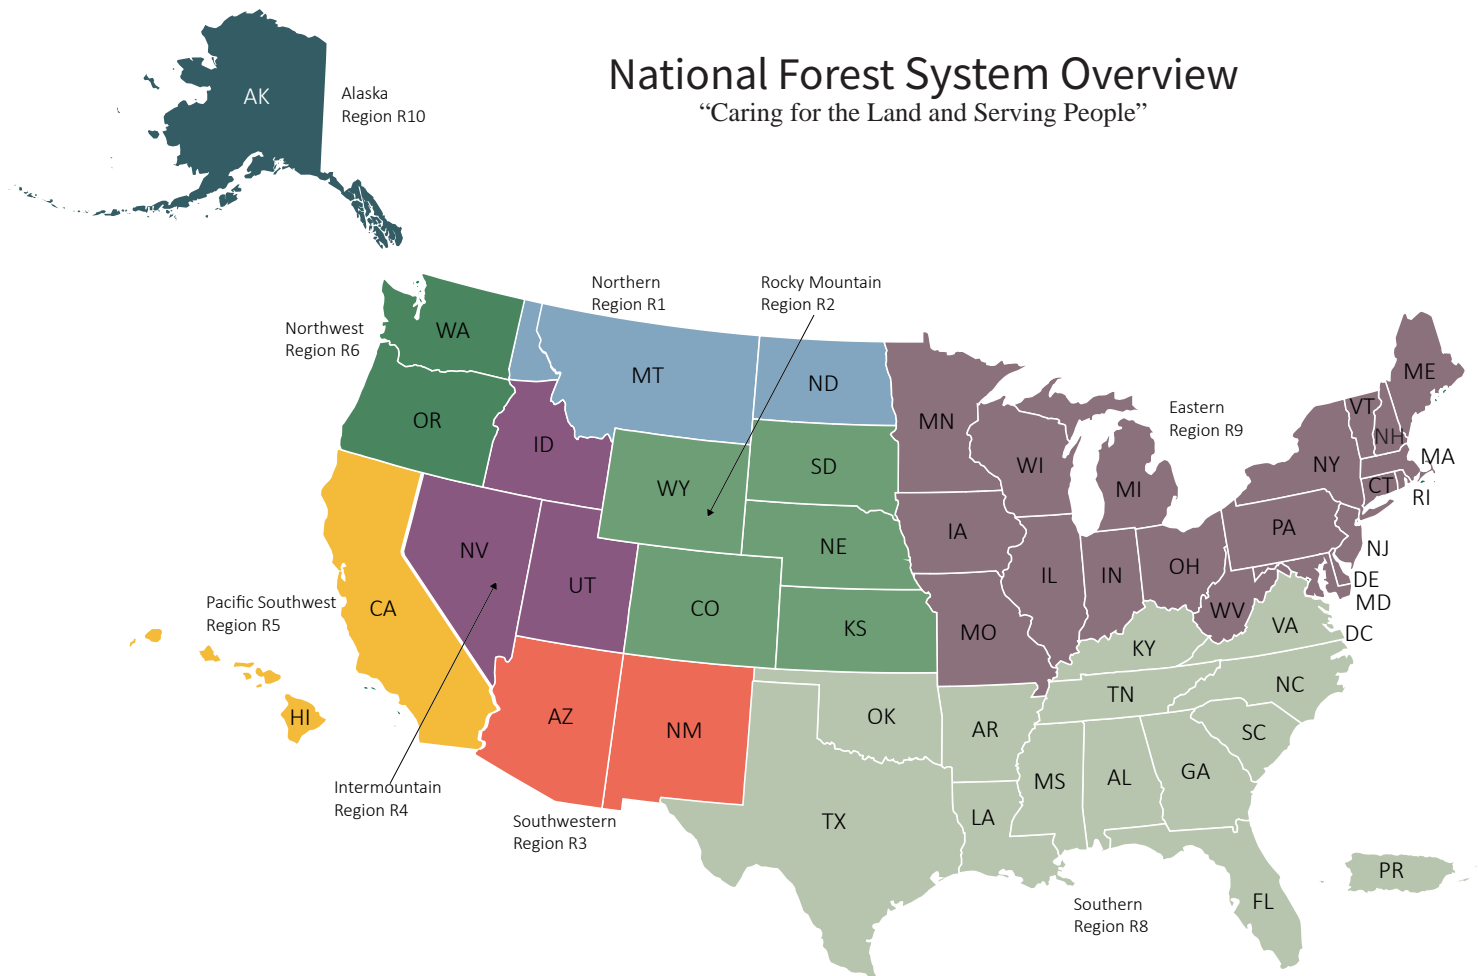 National Forest System Overview
“Caring for the Land and Serving People”
AK
Alaska
Region R10
Northern
Region R1
Rocky Mountain
Region R2
Northwest
Region R6
WA
MT
ND
OR
ID
WY
SD
MN
WI
MI
Eastern
Region R9
ME
VT
NH
NY
MA
CT
RI
NV
UT
CO
NE
KS
IA
IL
IN
OH
PA
NJ
DE
MD
DC
WV
VA
MO
KY
Pacific Southwest
Region R5
CA
HI
AZ
NM
OK
AR
TN
NC
SC
MS
AL
GA
TX
LA
FL
PR
Intermountain
Region R4
Southwestern
Region R3
Southern
Region R8